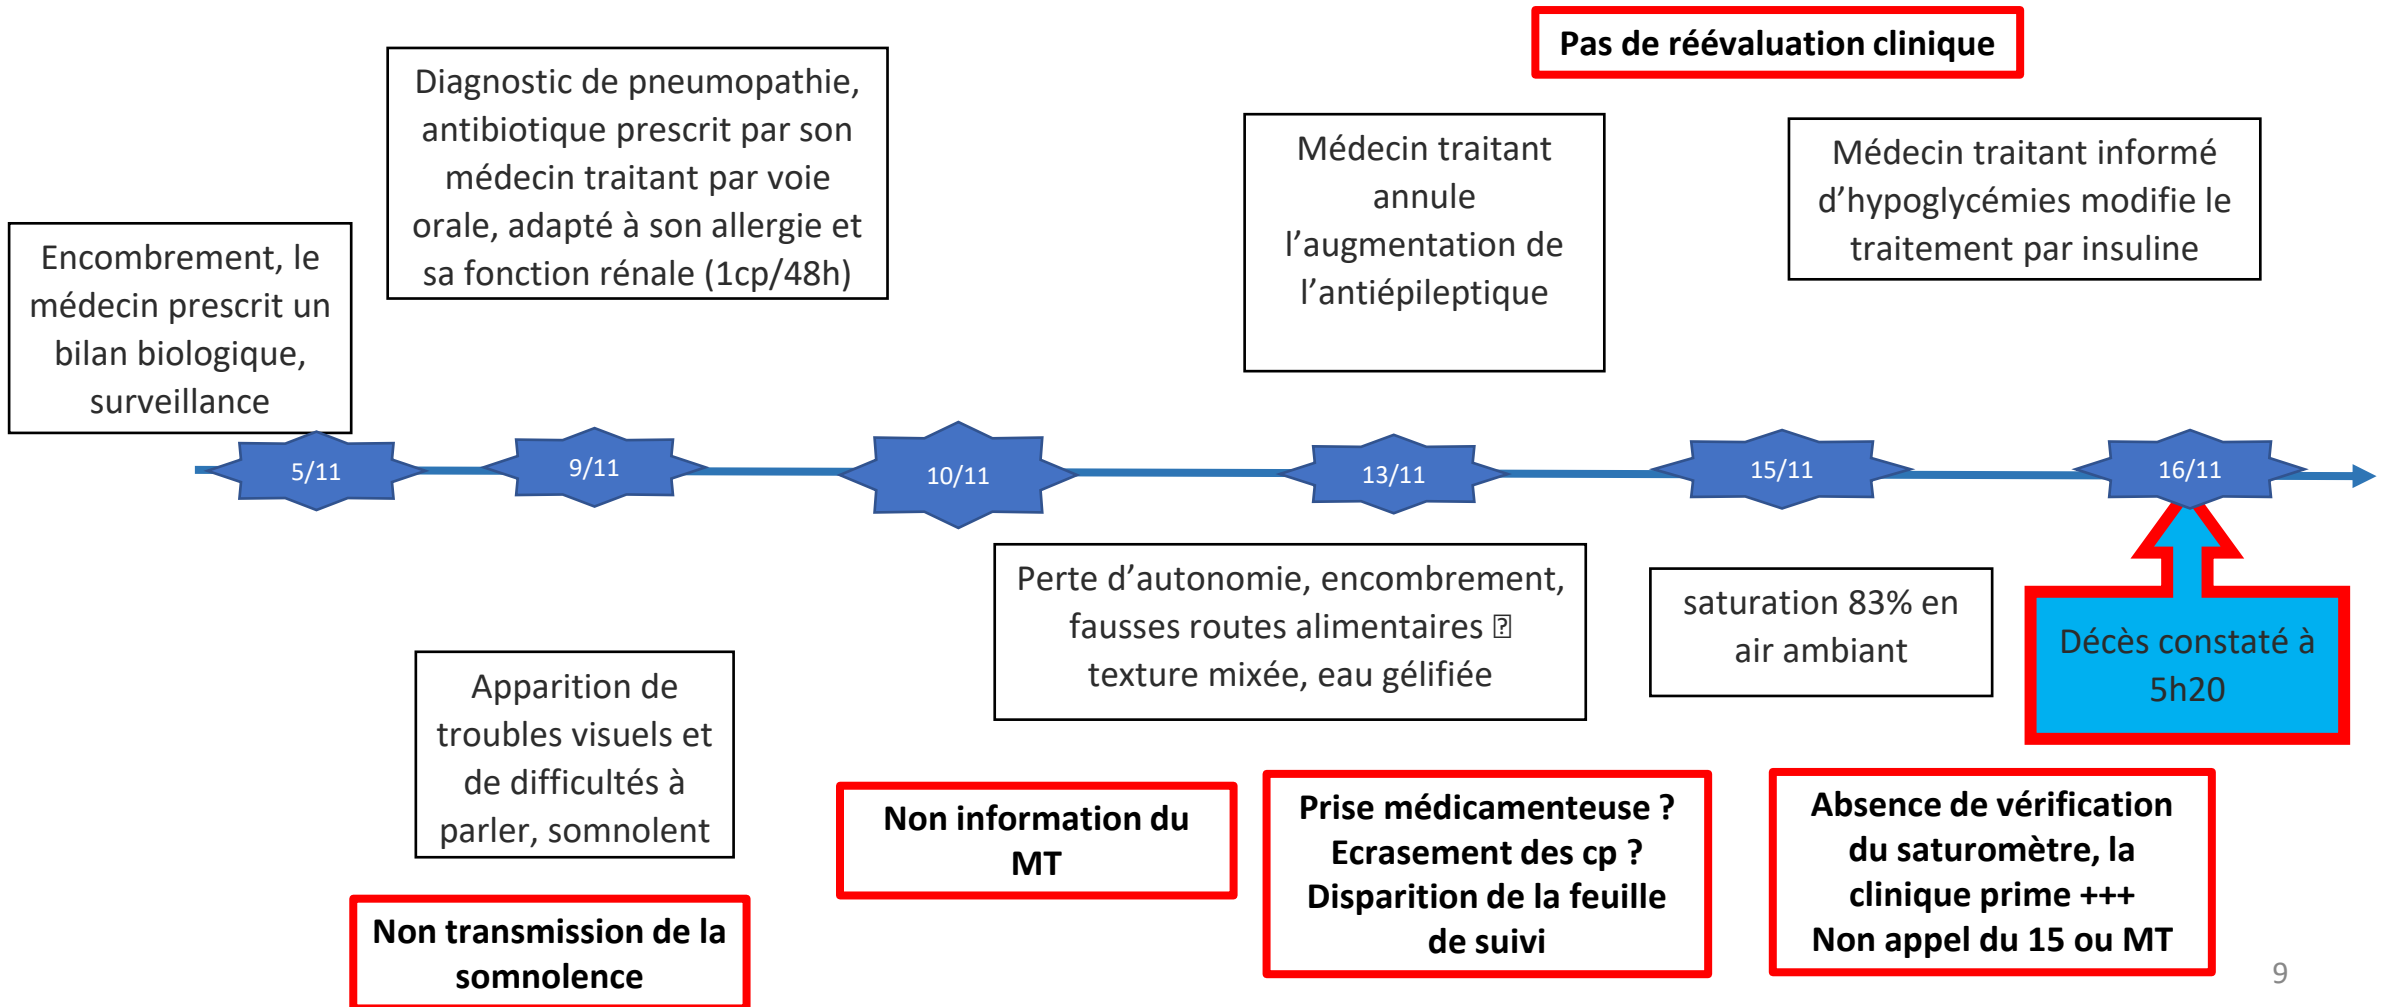 Pas de réévaluation clinique
Diagnostic de pneumopathie,
antibiotique prescrit par son
médecin traitant par voie
orale, adapté à son allergie et
sa fonction rénale (1cp/48h)
Médecin traitant
annule
l’augmentation de
l’antiépileptique
Médecin traitant informé
d’hypoglycémies modifie le
traitement par insuline
Encombrement, le
médecin prescrit un
bilan biologique,
surveillance
5/11
9/11
10/11
13/11
15/11
16/11
Perte d’autonomie, encombrement,
fausses routes alimentaires 
texture mixée, eau gélifiée
saturation 83% en
air ambiant
Décès constaté à
5h20
Apparition de
troubles visuels et
de difficultés à
parler, somnolent
Non information du
MT
Prise médicamenteuse ?
Ecrasement des cp ?
Disparition de la feuille
de suivi
Absence de vérification
du saturomètre, la
clinique prime +++
Non appel du 15 ou MT
Non transmission de la
somnolence
9